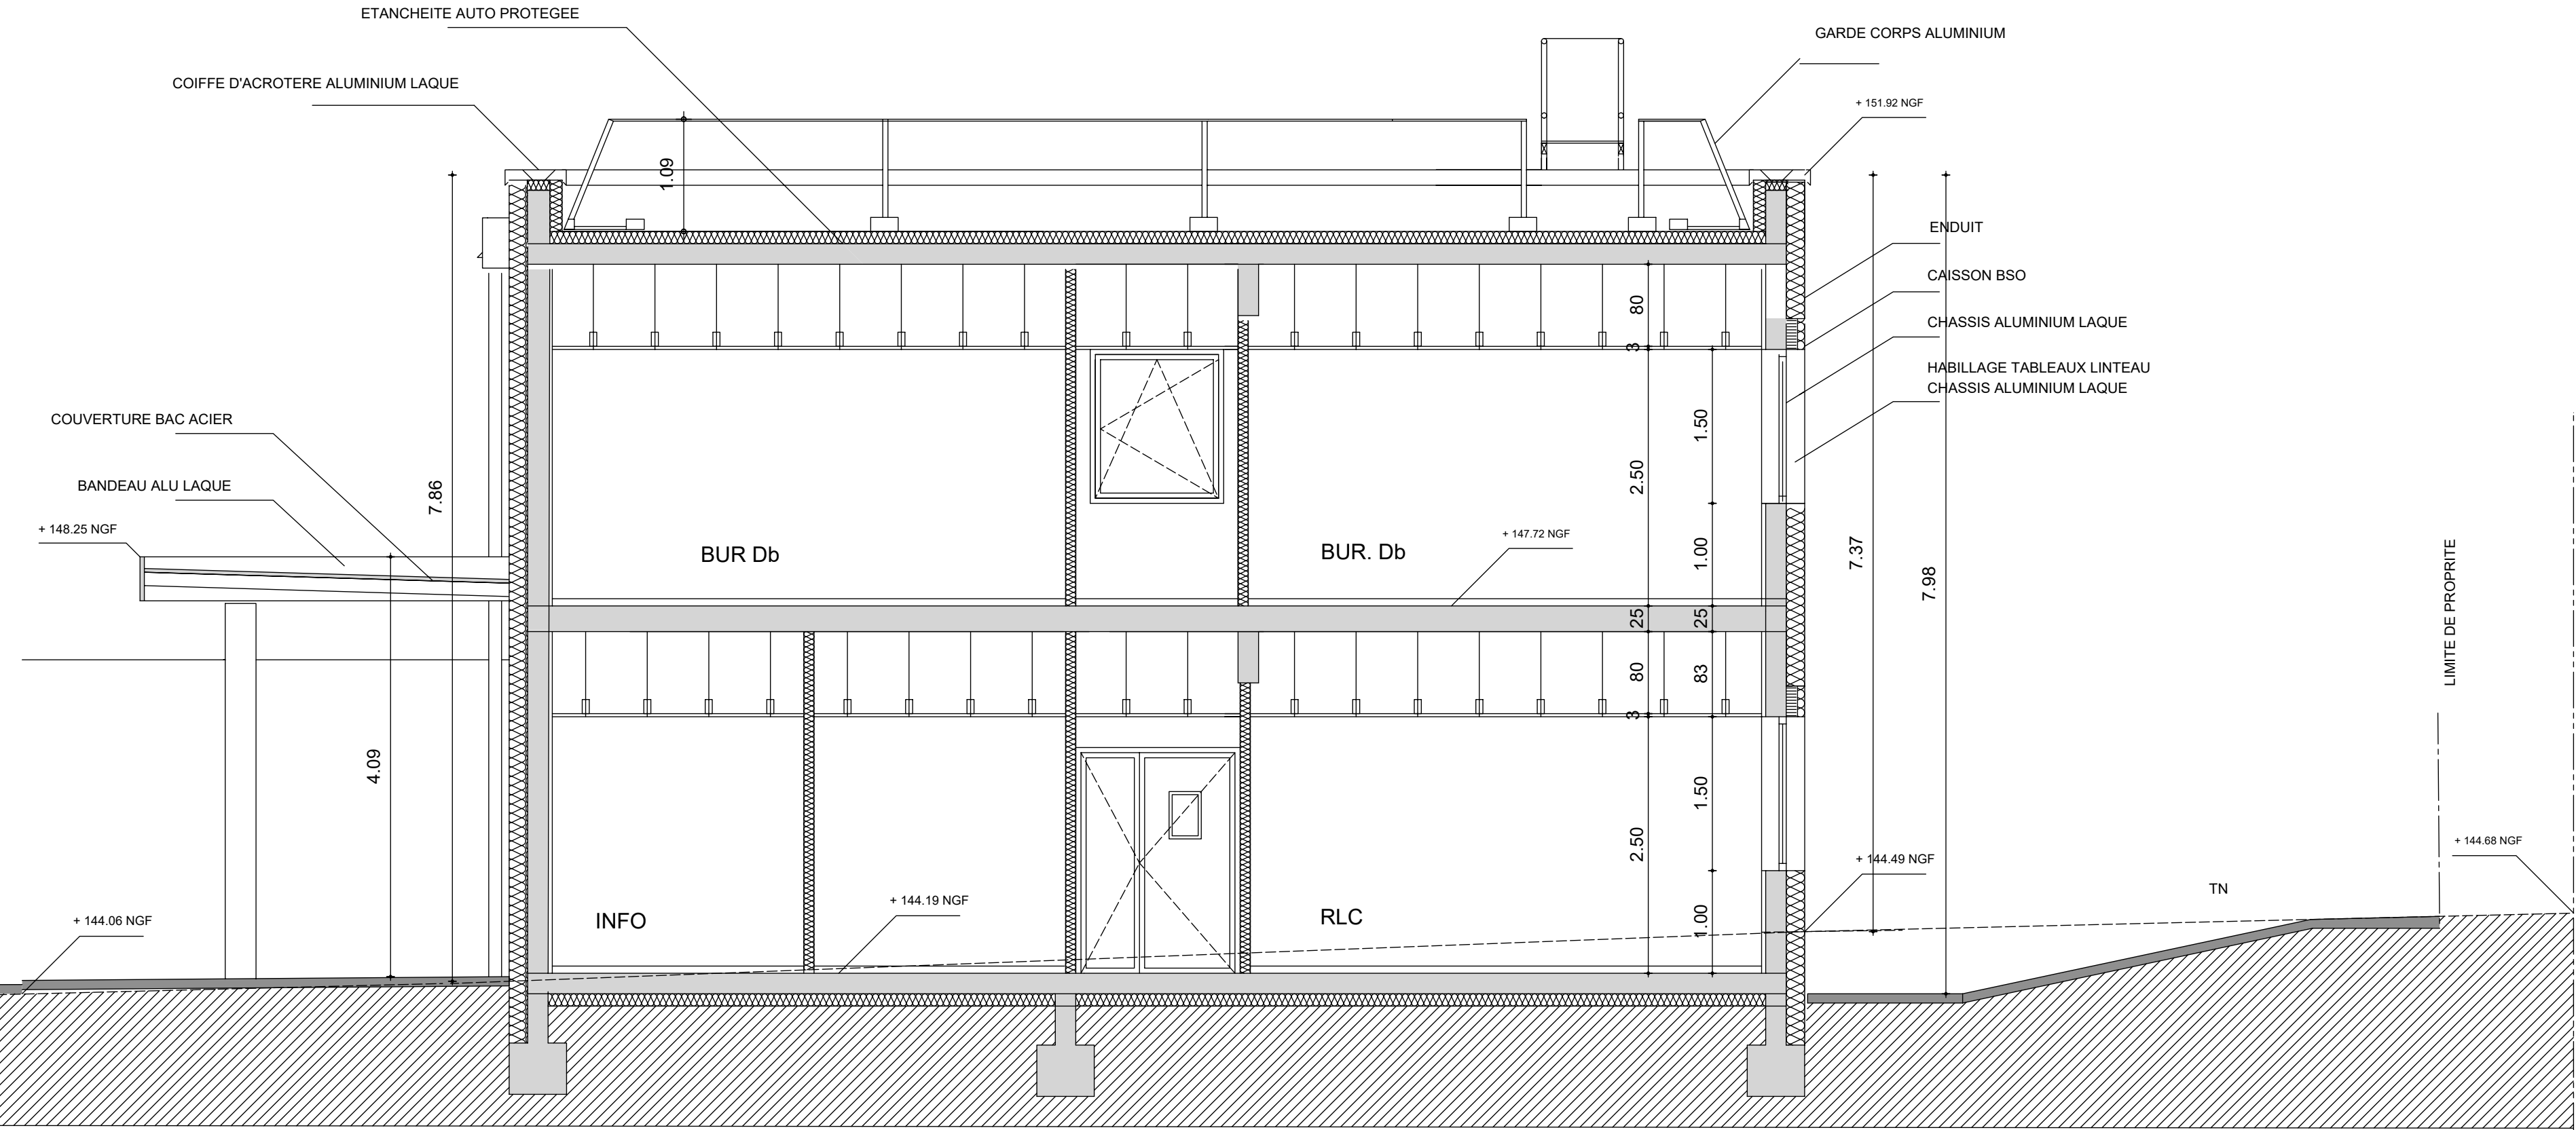 ETANCHEITE AUTO PROTEGEE
GARDE CORPS ALUMINIUM
COIFFE D'ACROTERE ALUMINIUM LAQUE
+ 151.92 NGF
1.09
ENDUIT
CAISSON BSO
80
CHASSIS ALUMINIUM LAQUE
3
HABILLAGE TABLEAUX LINTEAU
CHASSIS ALUMINIUM LAQUE
COUVERTURE BAC ACIER
1.50
BANDEAU ALU LAQUE
7.86
2.50
+ 148.25 NGF
+ 147.72 NGF
BUR Db
BUR. Db
1.00
7.37
7.98
LIMITE DE PROPRITE
25
25
80
83
3
4.09
1.50
2.50
+ 144.68 NGF
+ 144.49 NGF
TN
+ 144.19 NGF
+ 144.06 NGF
INFO
RLC
1.00